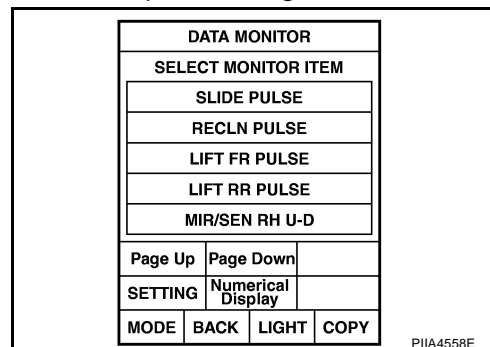 DATA MONITOR
SELECT MONITOR ITEM
SLIDE PULSE
RECLN PULSE
LIFT FR PULSE
LIFT RR PULSE
MIR/SEN RH U-D
Page Up Page Down
SETTING Numerical Display
MODE BACK LIGHT COPY
PIIA4558E